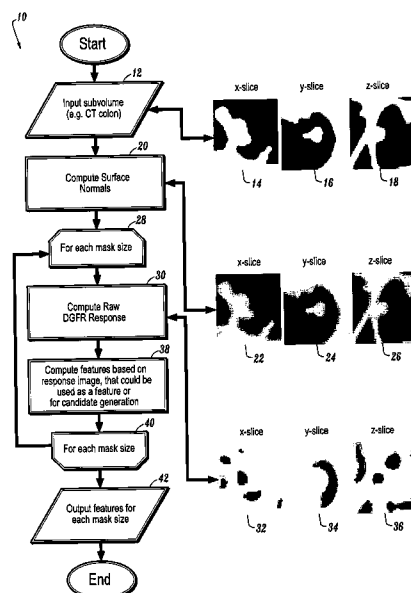 10
Start
12
Input subvolume
(e.g. CT colon)
x-slice
y-slice
z-slice
14
16
18
20
Compute Surface
Normals
28
For each mask size
30
Compute Raw
DGFR Response
x-slice
y-slice
z-slice
22
24
26
38
Compute features based on
response image, that could be
used as a feature or
for candidate generation
40
For each mask size
x-slice
y-slice
z-slice
32
34
36
42
Output features for
each mask size
End